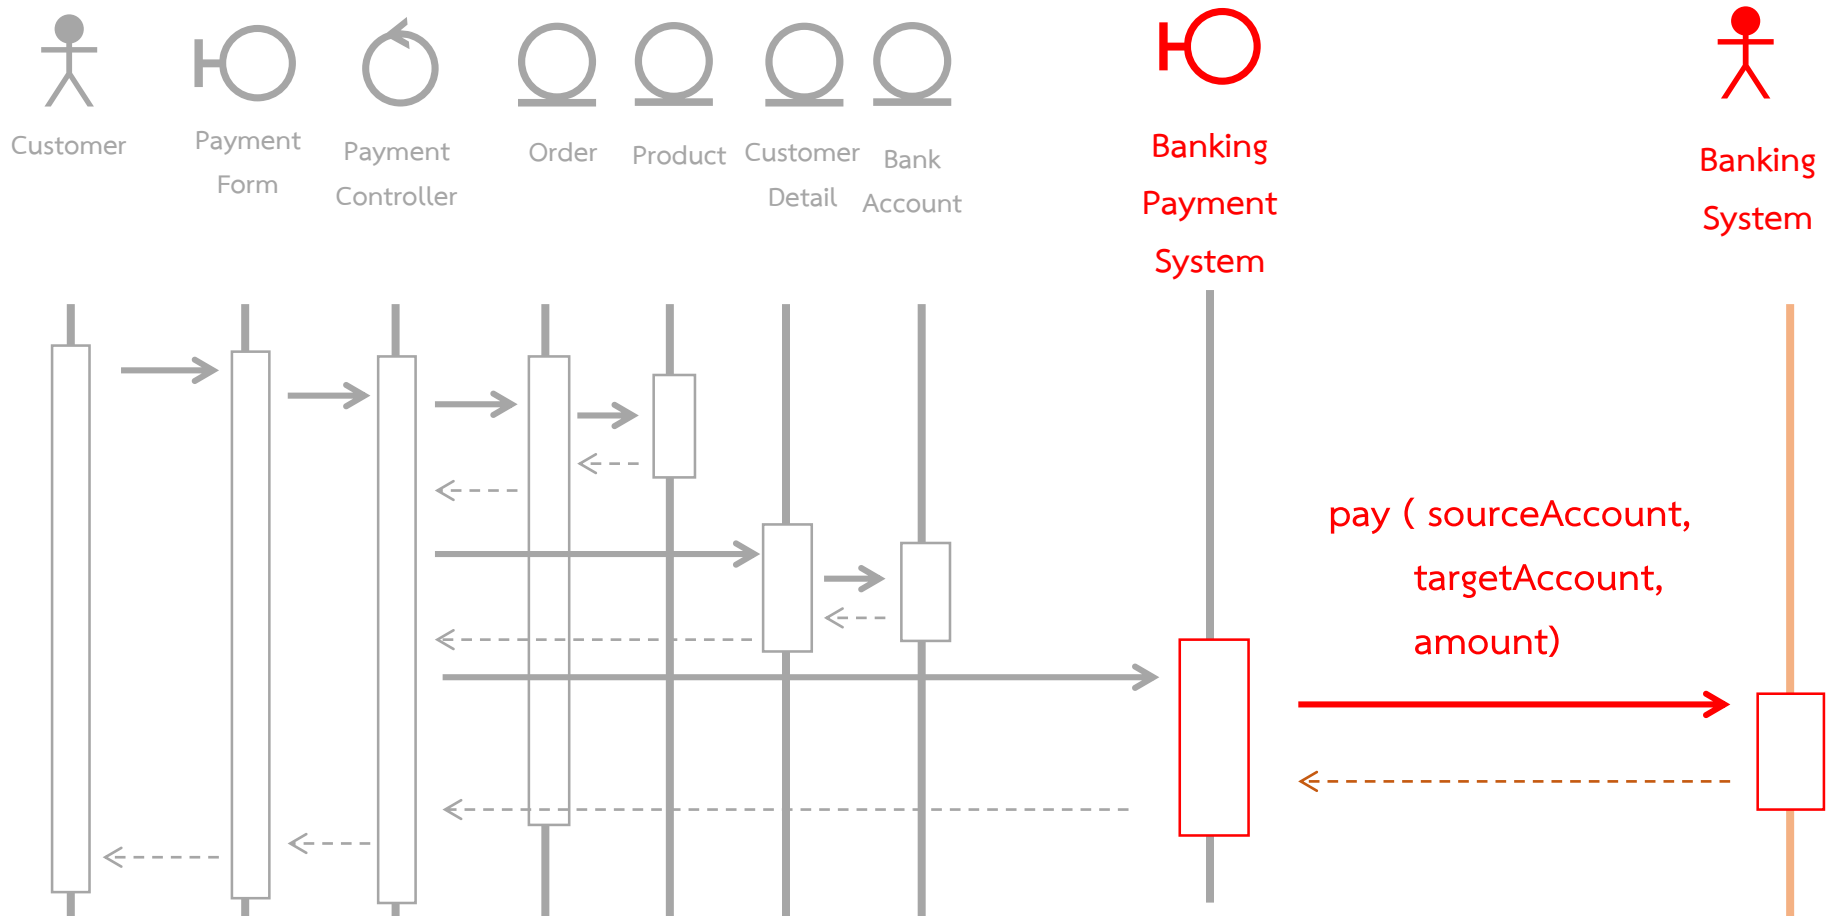 Customer
Payment
Form
Payment
Controller
Order
Product
Customer
Detail
Bank
Account
Banking
Payment
System
Banking
System
pay ( sourceAccount,
targetAccount,
amount)